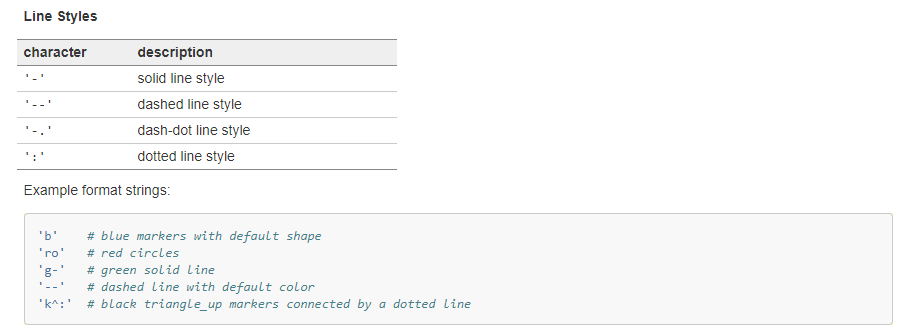 Line Styles
character description
'-' solid line style
'--' dashed line style
'-.' dash-dot line style
':' dotted line style
Example format strings:
'b' # blue markers with default shape
'ro' # red circles
'g-' # green solid line
'--' # dashed line with default color
'k^:' # black triangle_up markers connected by a dotted line